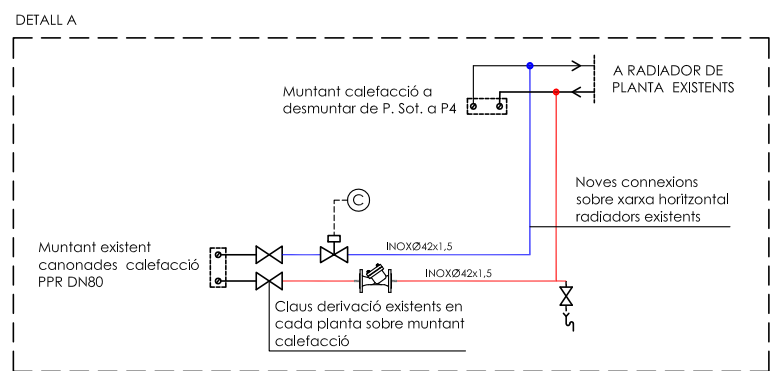 DETALL A
A RADIADOR DE
PLANTA EXISTENTS
Muntant calefacció a
desmuntar de P. Sot. a P4
Noves connexions
sobre xarxa horitzontal
radiadors existents
C
INOXØ42x1,5
Muntant existent
canonades calefacció
PPR DN80
INOXØ42x1,5
Claus derivació existents en
cada planta sobre muntant
calefacció